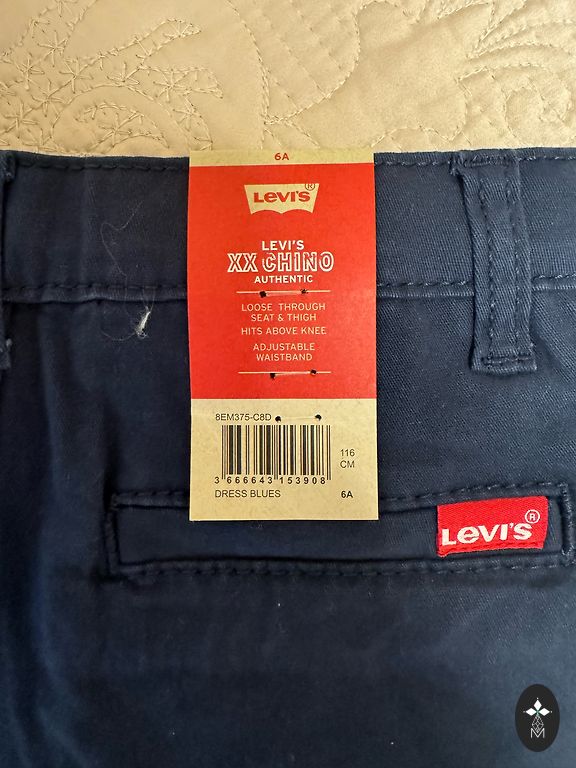 6A
Levi's®
LEVI'S
XX CHINO
AUTHENTIC
LOOSE THROUGH
SEAT & THIGH
HITS ABOVE KNEE
ADJUSTABLE
WAISTBAND
8EM375-C8D
116
CM
3 666643 153908
DRESS BLUES 6A
Levi's®
M